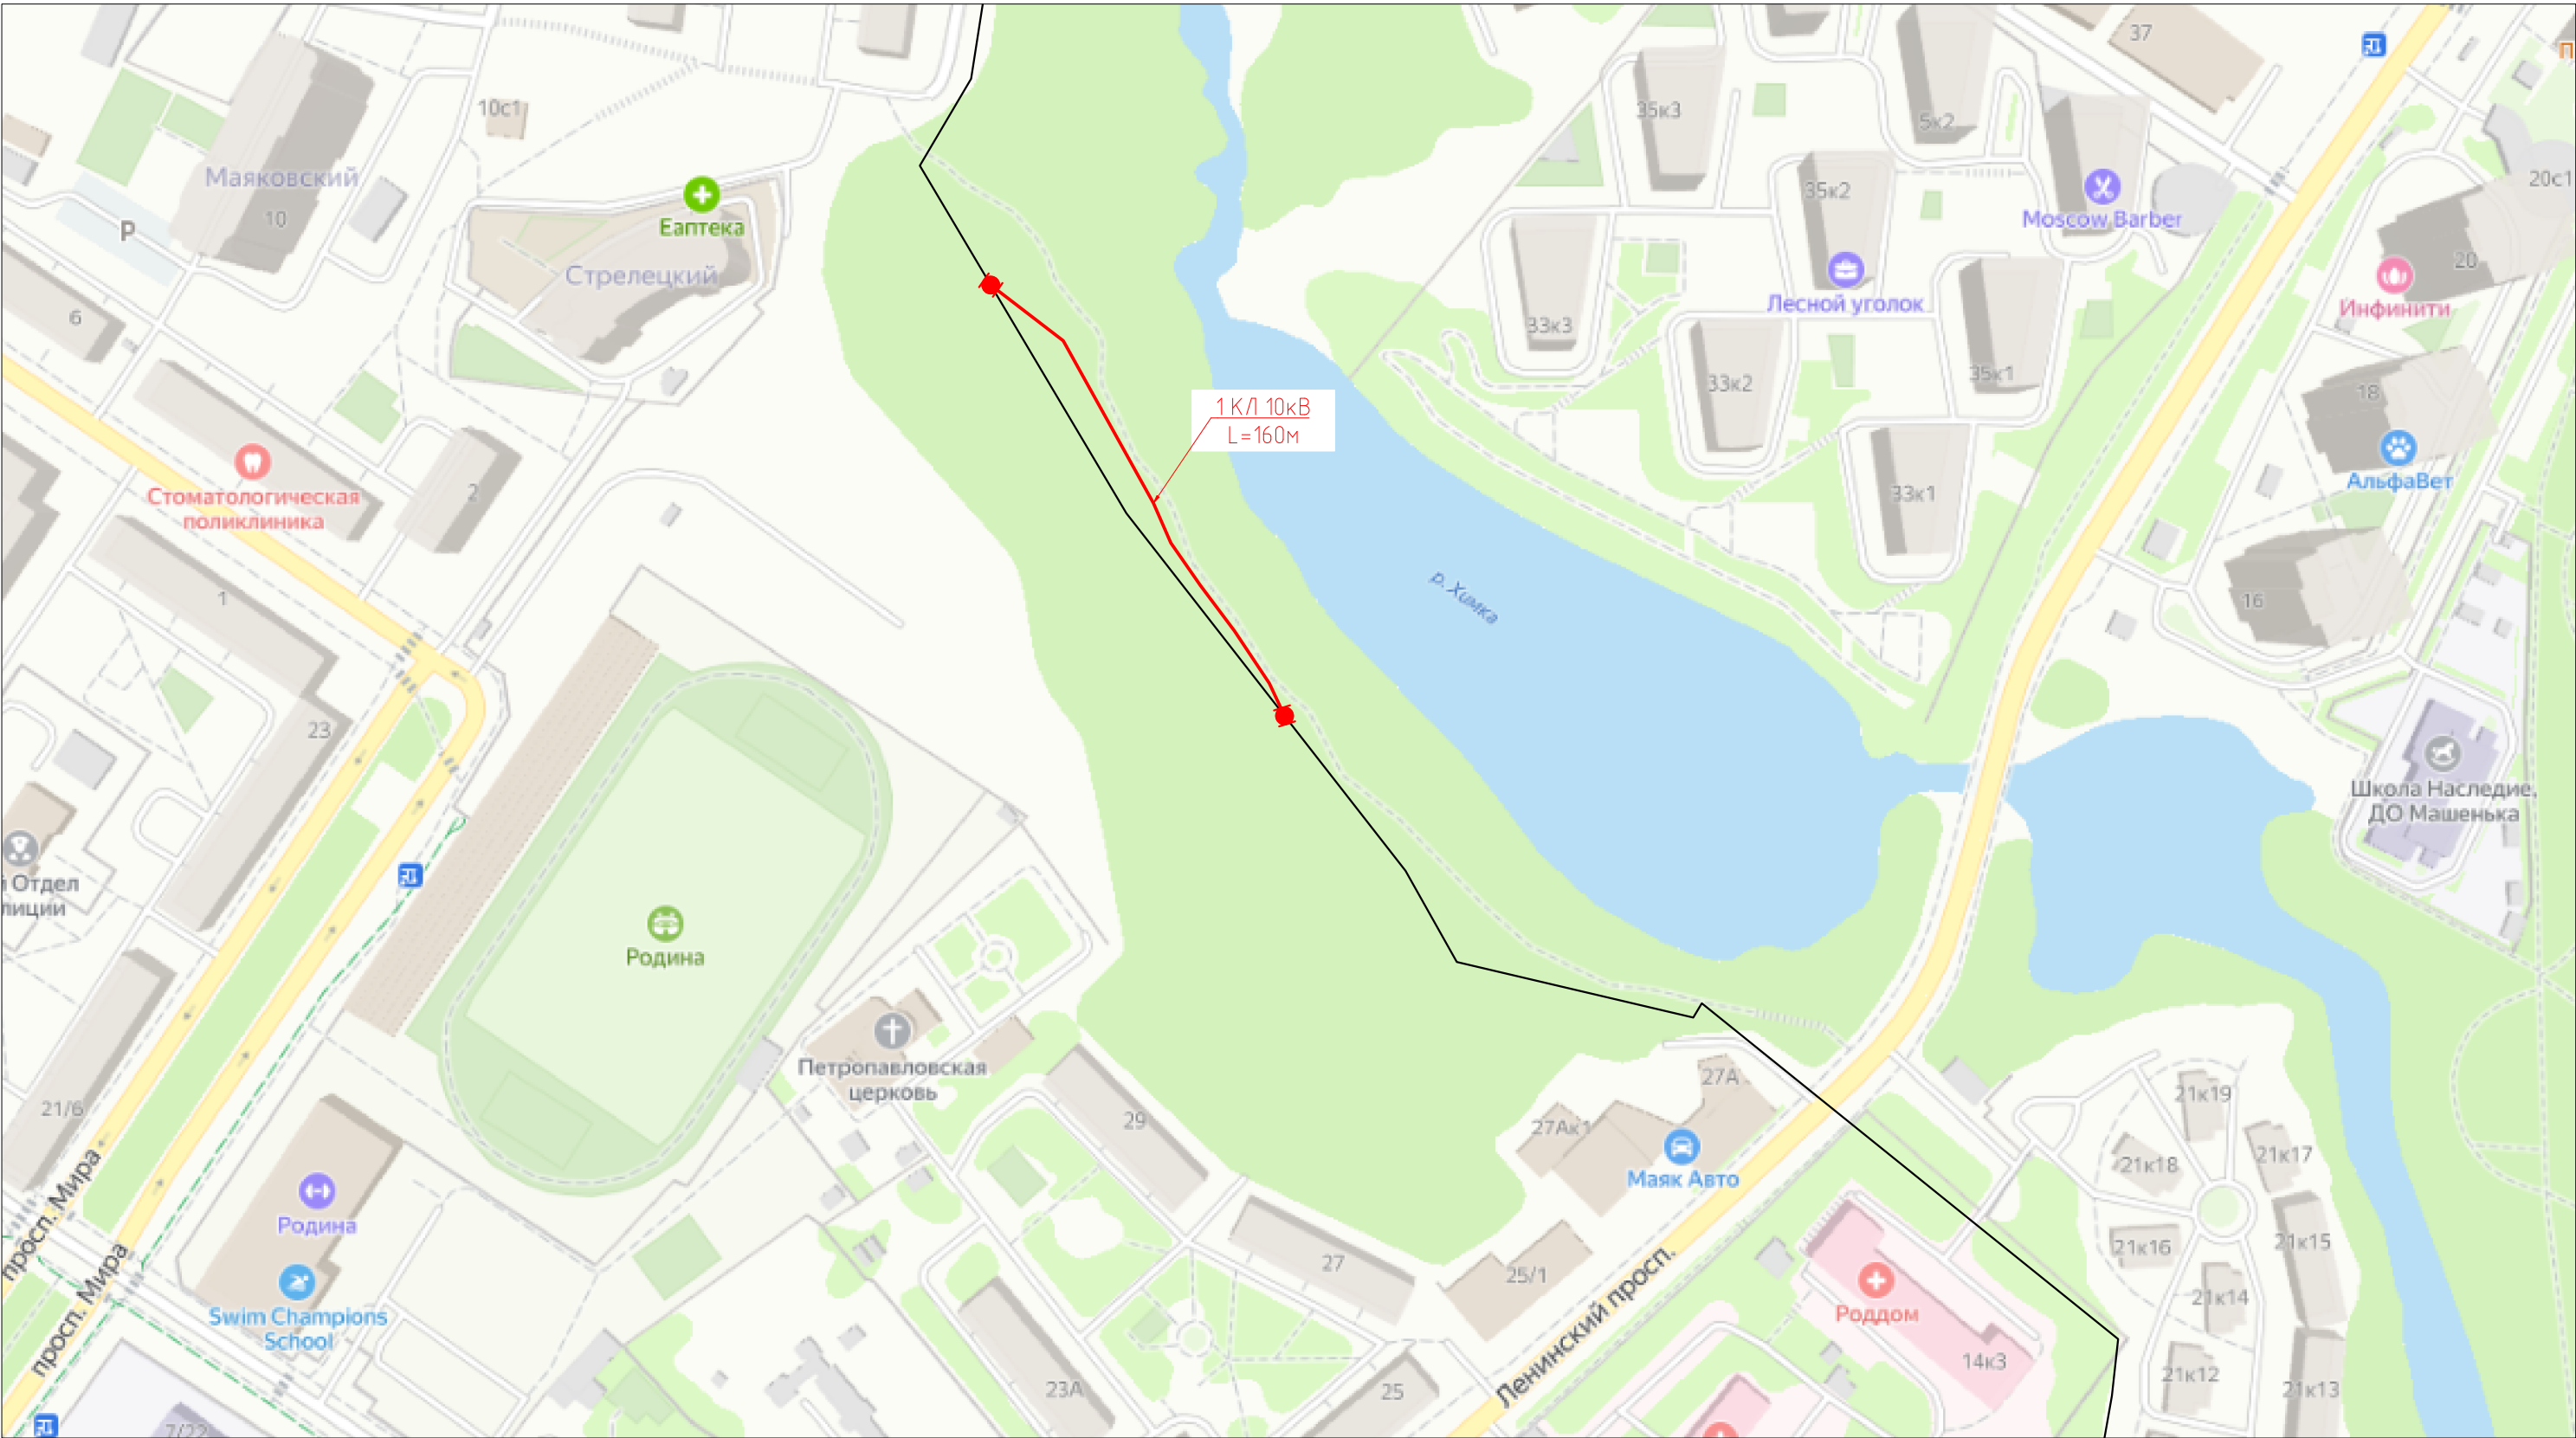 37
10с1
35к3
5к2
Маяковский
10
P
Еаптека
Стрелецкий
35к2
Moscow Barber
20с1
20
Лесной уголок
Инфинити
6
33к3
33к2
35к1
18
1 КЛ 10кВ
L=160м
АльфаВет
Стоматологическая
поликлиника
2
33к1
р. Химка
1
16
23
Школа Наследие,
ДО Машенька
й Отдел
лиции
Родина
Петропавловская
церковь
29
27А
27Ак1
21к19
21/6
21к18
21к17
Маяк Авто
просп. Мира
просп. Мира
Родина
21к16
21к15
27
25/1
Ленинский просп.
Роддом
21к14
Swim Champions
School
14к3
21к12
21к13
23А
25
7/22